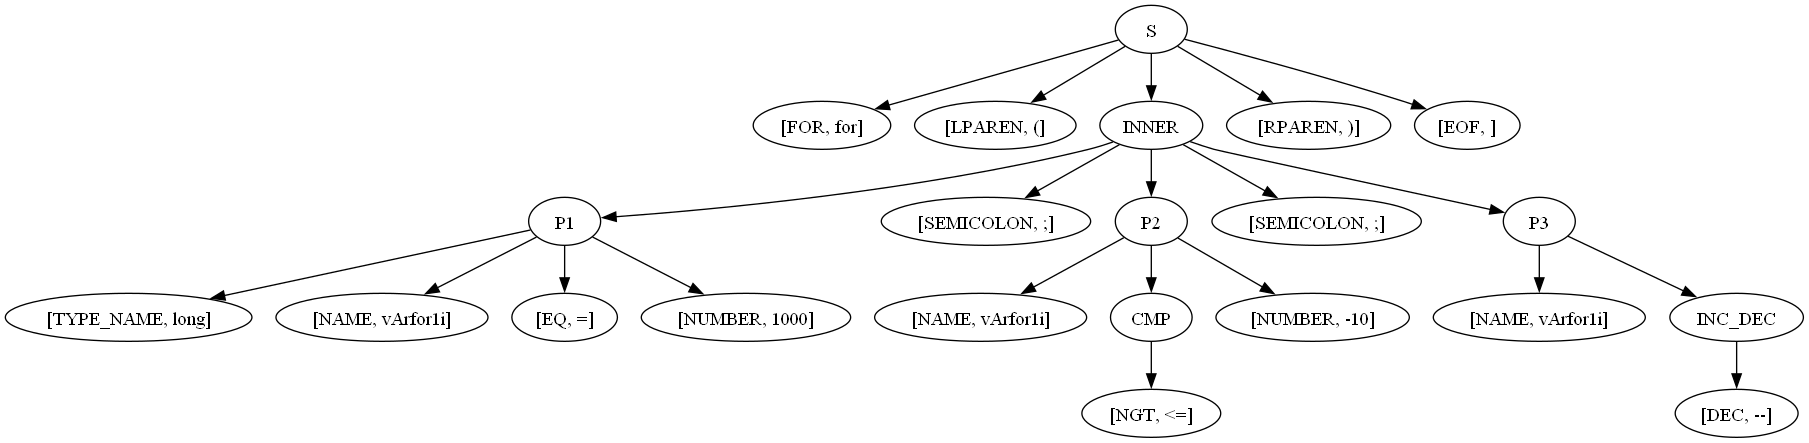 S
[FOR, for]
[LPAREN, (]
INNER
[RPAREN, )]
[EOF, ]
P1
[SEMICOLON, ;]
P2
[SEMICOLON, ;]
P3
[TYPE_NAME, long]
[NAME, vArfor1i]
[EQ, =]
[NUMBER, 1000]
[NAME, vArfor1i]
CMP
[NUMBER, -10]
[NAME, vArfor1i]
INC_DEC
[NGT, <=]
[DEC, --]